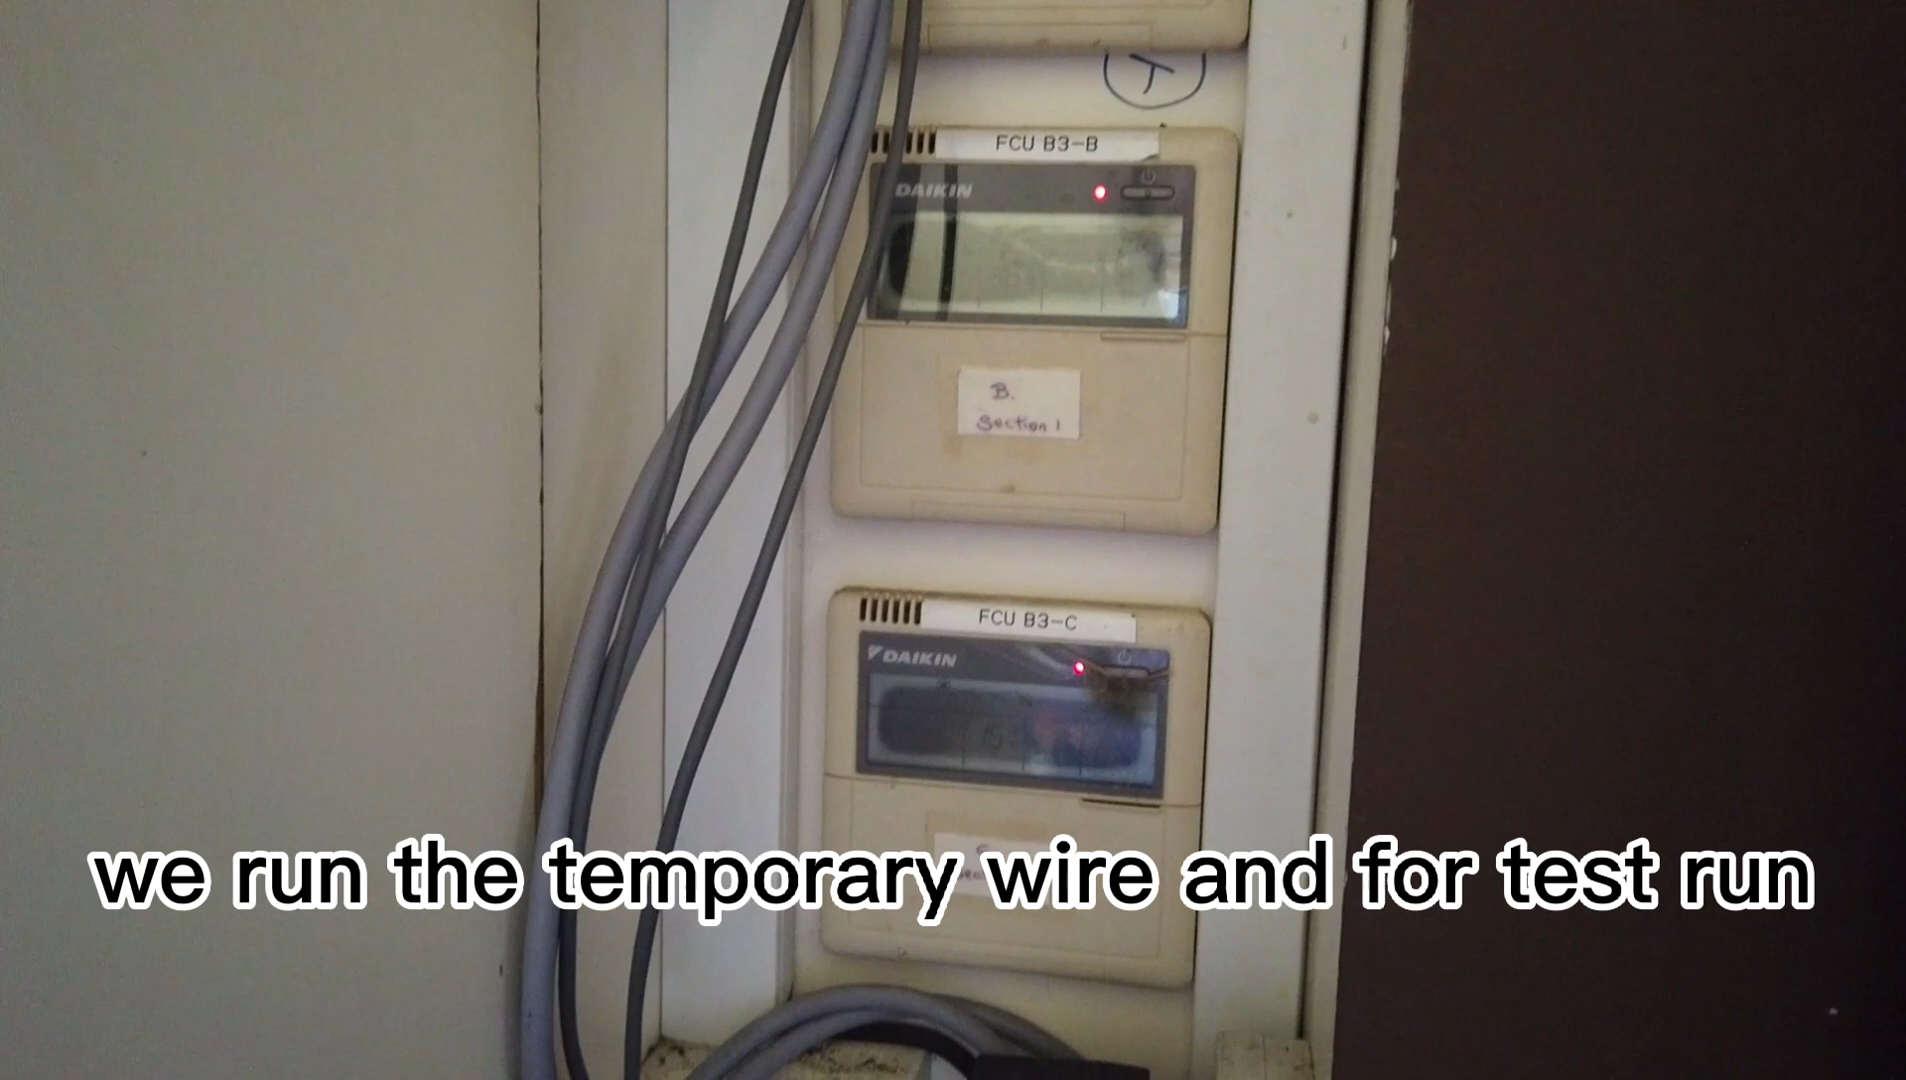 FCU B3-B
DAIKIN
B.
Section 1
FCU B3-C
DAIKIN
we run the temporary wire and for test run